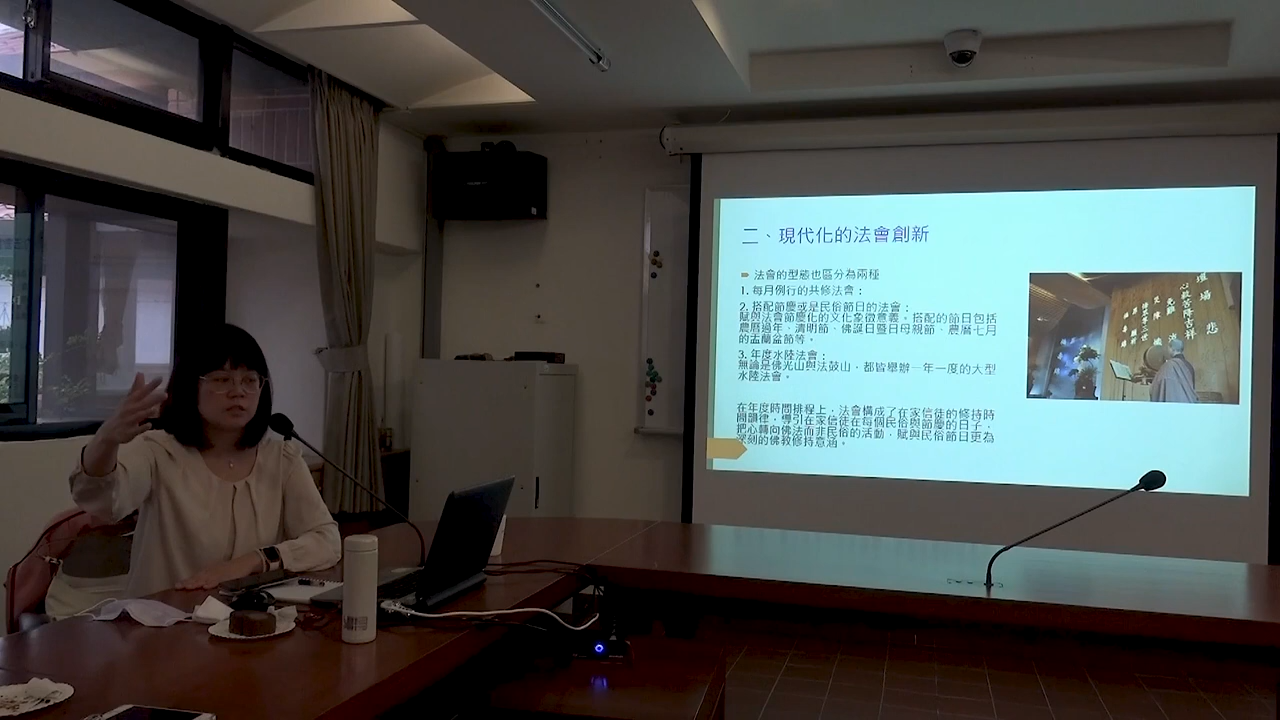 二、現代化的法會創新
法會的型態也區分為兩種
1. 每月例行的共修法會；
2. 搭配節慶或是民俗節日的法會；
賦與法會節慶化的文化象徵意義。搭配的節日包括
農曆過年、清明節、佛誕日暨日母親節、農曆七月
的盂蘭盆節等。
3. 年度水陸法會：
無論是佛光山與法鼓山，都皆舉辦一年一度的大型
水陸法會。
在年度時間排程上，法會構成了在家信徒的修持時
間韻律，導引在家信徒在每個民俗與節慶的日子，
把心轉向佛法而非民俗的活動，賦與民俗節日更為
深刻的佛教修持意涵。